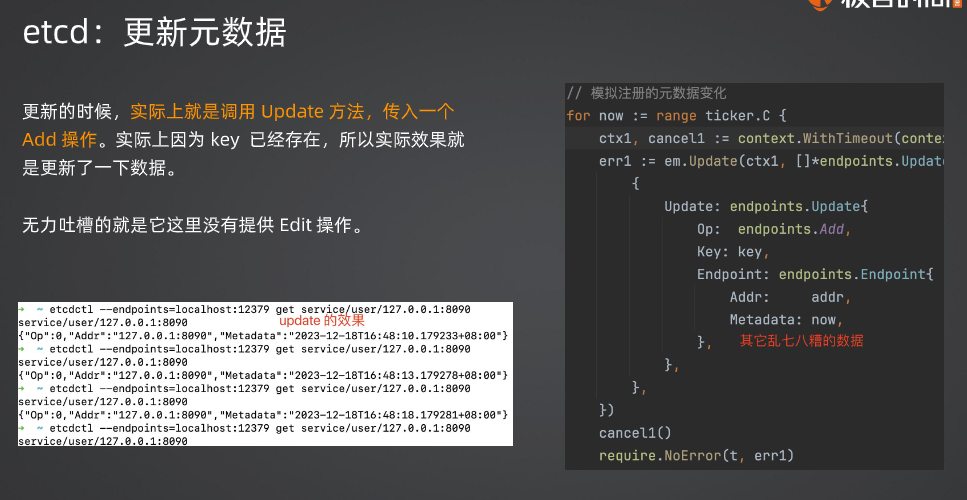 etcd：更新元数据
更新的时候，实际上就是调用 Update 方法，传入一个
Add 操作。实际上因为 key 已经存在，所以实际效果就
是更新了一下数据。
无力吐槽的就是它这里没有提供 Edit 操作。
➜ ~ etcdctl --endpoints=localhost:12379 get service/user/127.0.0.1:8090
service/user/127.0.0.1:8090
update 的效果
{"Op":0,"Addr":"127.0.0.1:8090","Metadata":"2023-12-18T16:48:10.179233+08:00"}
➜ ~ etcdctl --endpoints=localhost:12379 get service/user/127.0.0.1:8090
service/user/127.0.0.1:8090
{"Op":0,"Addr":"127.0.0.1:8090","Metadata":"2023-12-18T16:48:13.179278+08:00"}
➜ ~ etcdctl --endpoints=localhost:12379 get service/user/127.0.0.1:8090
service/user/127.0.0.1:8090
{"Op":0,"Addr":"127.0.0.1:8090","Metadata":"2023-12-18T16:48:18.179281+08:00"}
➜ ~ etcdctl --endpoints=localhost:12379 get service/user/127.0.0.1:8090
service/user/127.0.0.1:8090
// 模拟注册的元数据变化
for now := range ticker.C {
ctx1, cancel1 := context.WithTimeout(conte
err1 := em.Update(ctx1, []*endpoints.Updat
{
Update: endpoints.Update{
Op: endpoints.Add,
Key: key,
Endpoint: endpoints.Endpoint{
Addr: addr,
Metadata: now,
}, 其它乱七八糟的数据
},
},
})
cancel1()
require.NoError(t, err1)